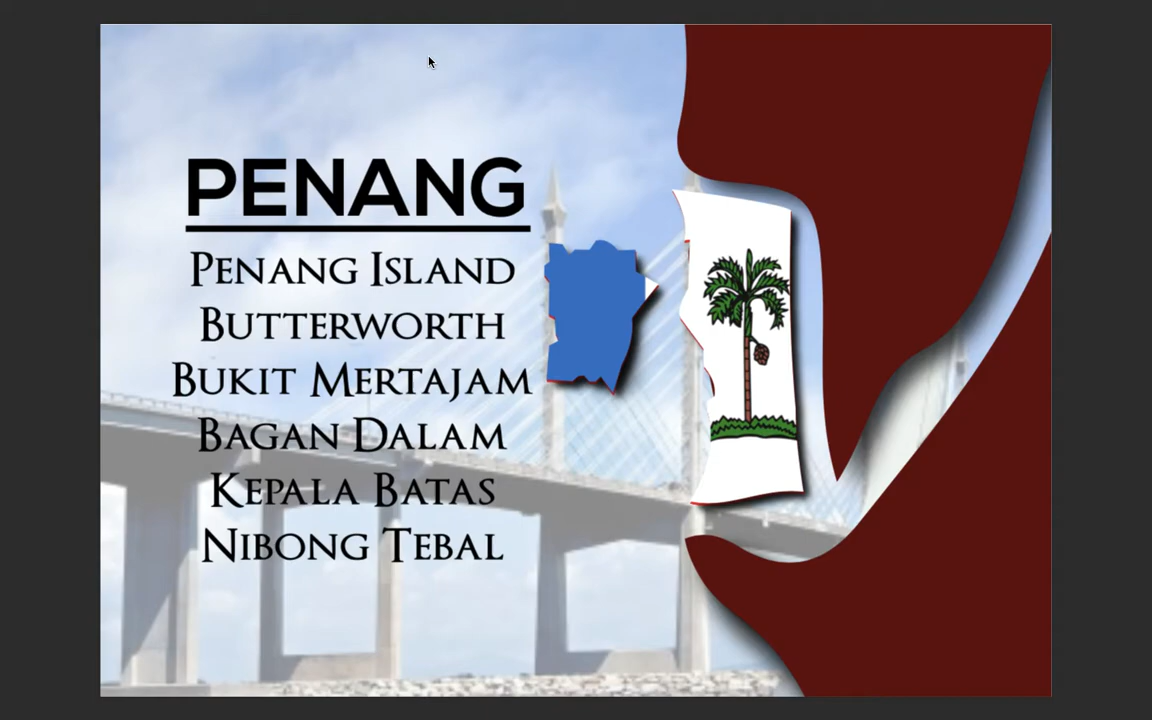 PENANG
Penang Island
Butterworth
Bukit Mertajam
Bagan Dalam
Kepala Batas
Nibong Tebal